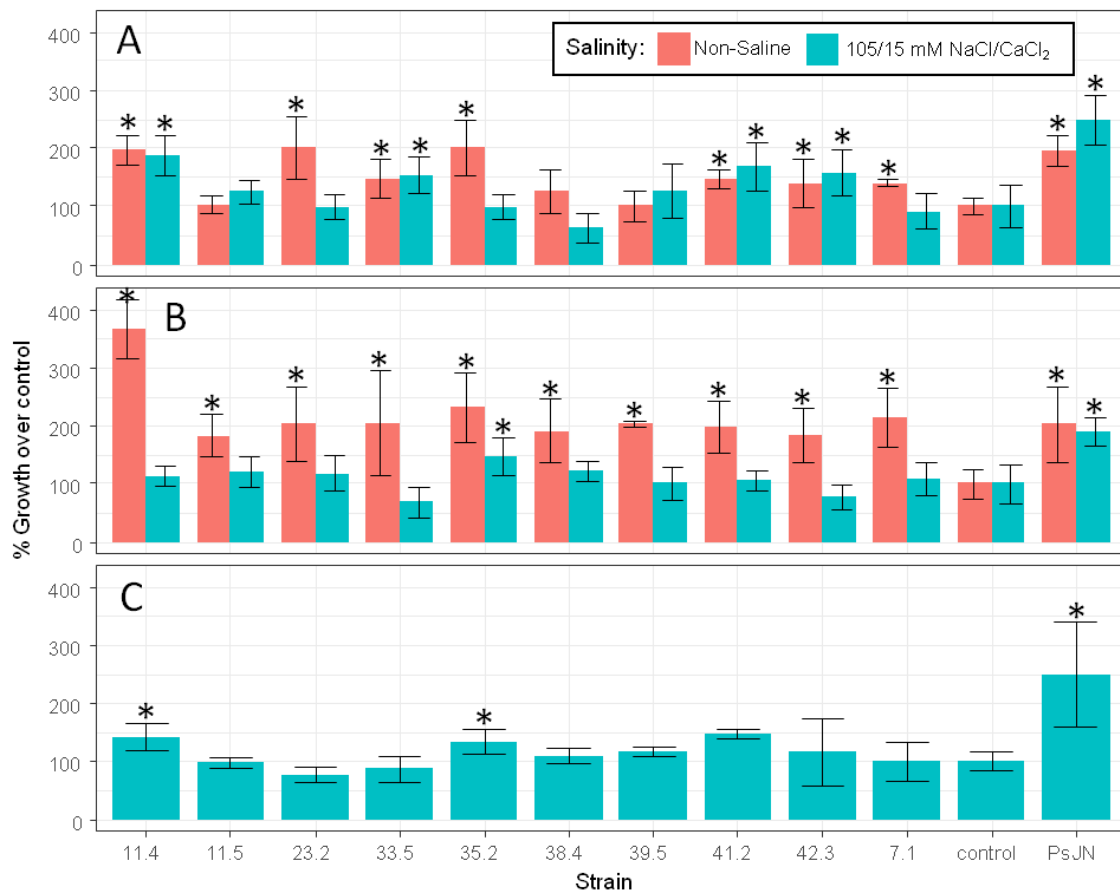 A
Salinity: Non-Saline 105/15 mM NaCl/CaCl₂
400
300
200
100
0
* * * * * * * * * * * * *
B
400
300
200
100
0
* * * * * * * * * * * *
% Growth over control
C
400
300
200
100
0
* * *
11.4 11.5 23.2 33.5 35.2 38.4 39.5 41.2 42.3 7.1 control PsJN
Strain